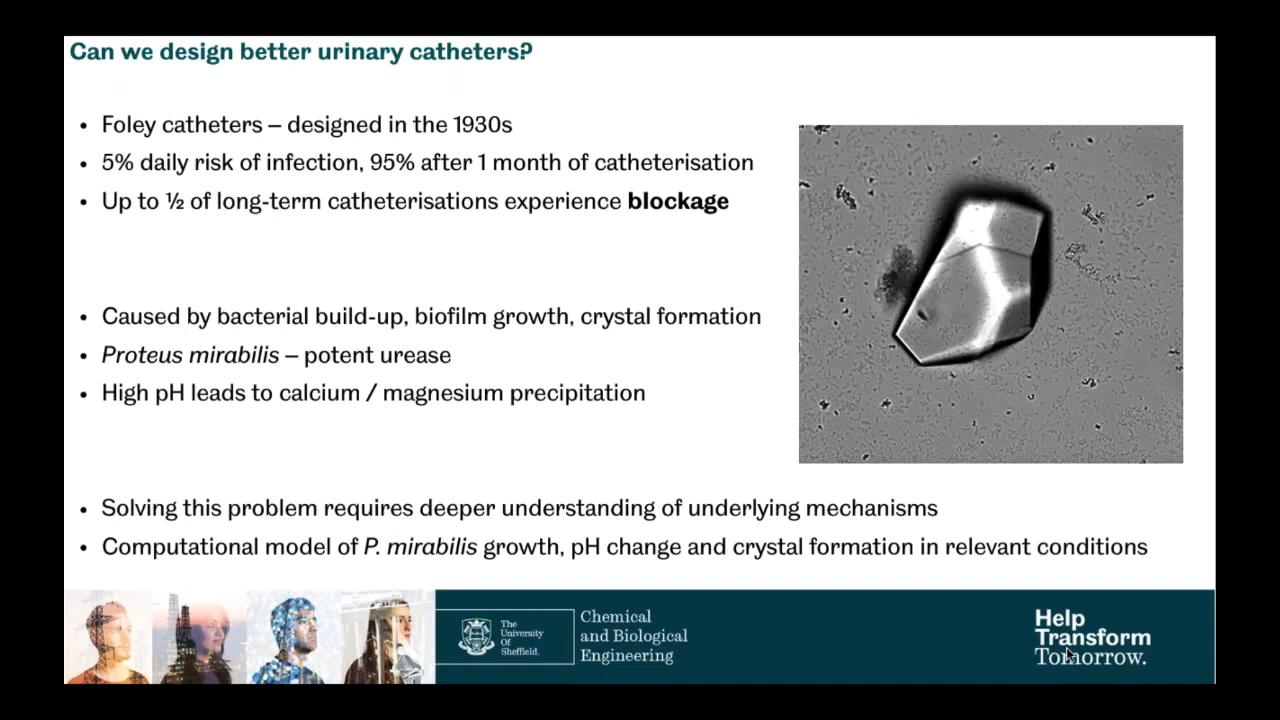 Can we design better urinary catheters?
• Foley catheters – designed in the 1930s
• 5% daily risk of infection, 95% after 1 month of catheterisation
• Up to ½ of long-term catheterisations experience blockage
• Caused by bacterial build-up, biofilm growth, crystal formation
• Proteus mirabilis – potent urease
• High pH leads to calcium / magnesium precipitation
• Solving this problem requires deeper understanding of underlying mechanisms
• Computational model of P. mirabilis growth, pH change and crystal formation in relevant conditions
The
University
Of
Sheffield.
Chemical
and Biological
Engineering
Help
Transform
Tomorrow.